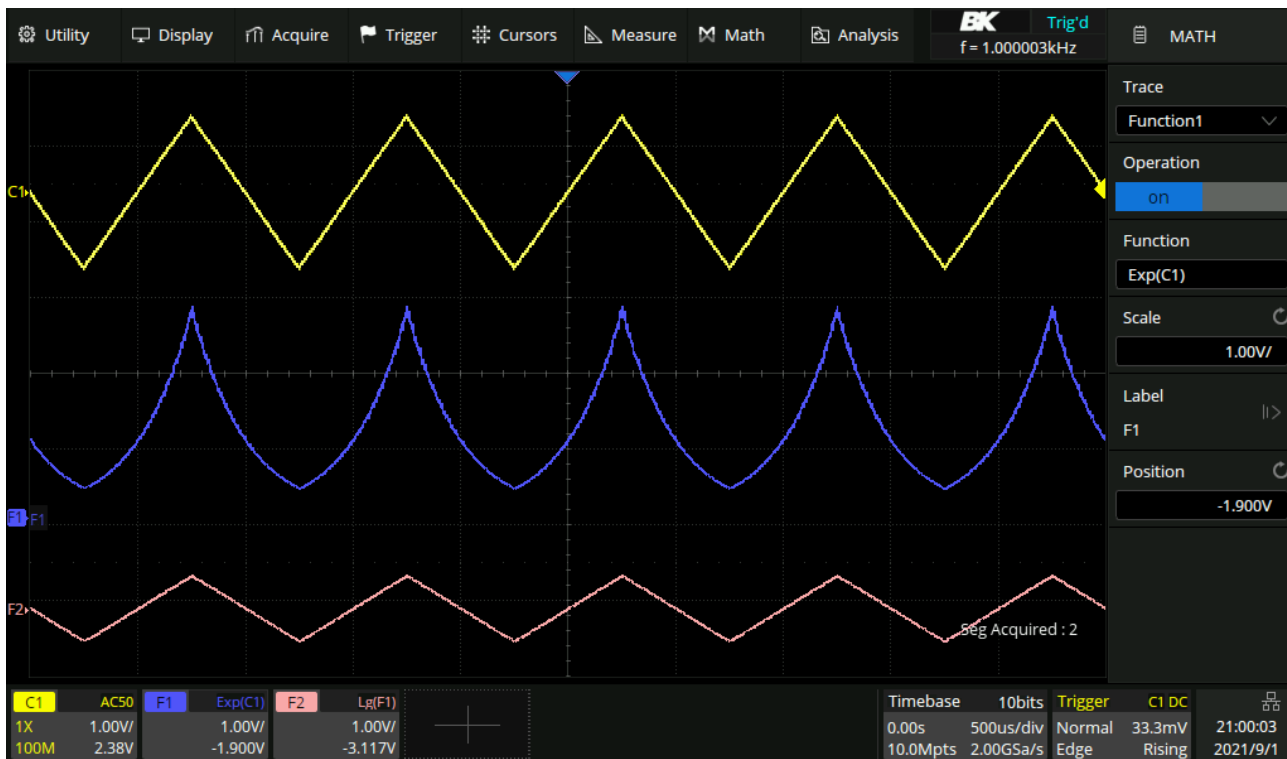 Utility Display Acquire Trigger Cursors Measure Math Analysis
BK Trig'd
f = 1.000003kHz
MATH
Trace
Function1
Operation
on
Function
Exp(C1)
Scale
1.00V/
Label
F1
Position
-1.900V
C1
F1 F1
F2
Seg Acquired : 2
C1 AC50
1X 1.00V/
100M 2.38V
F1 Exp(C1)
1.00V/
-1.900V
F2 Lg(F1)
1.00V/
-3.117V
Timebase 10bits
0.00s 500us/div
10.0Mpts 2.00GSa/s
Trigger C1 DC
Normal 33.3mV
Edge Rising
21:00:03
2021/9/1